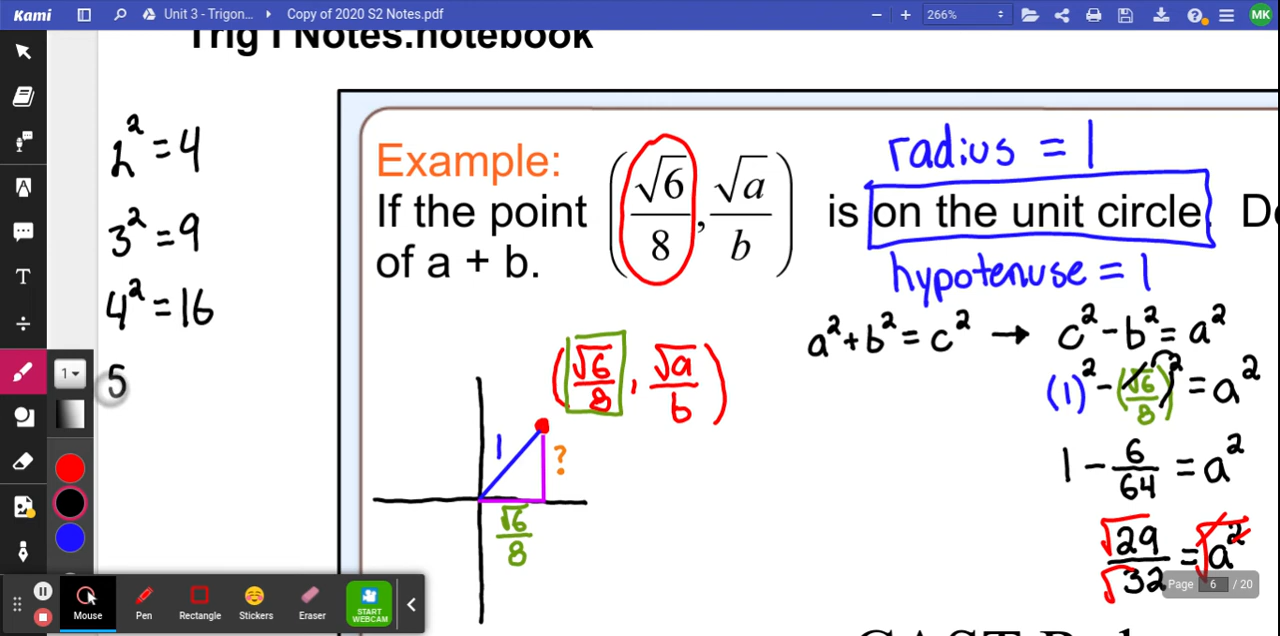 Kami
Unit 3 - Trigon...
Copy of 2020 S2 Notes.pdf
266%
MK
Trig I Notes.notebook
2² = 4
3² = 9
4² = 16
5
Example:
If the point (√6/8, √a/b) is on the unit circle. De
of a + b.
radius = 1
hypotenuse = 1
a² + b² = c² → c² - b² = a²
(1)² - (√6/8)² = a²
1 - 6/64 = a²
√29/√32 = √a²
(√6/8, √a/b)
1
?
√6/8
1
T
Page 6 / 20
Mouse
Pen
Rectangle
Stickers
Eraser
START WEBCAM